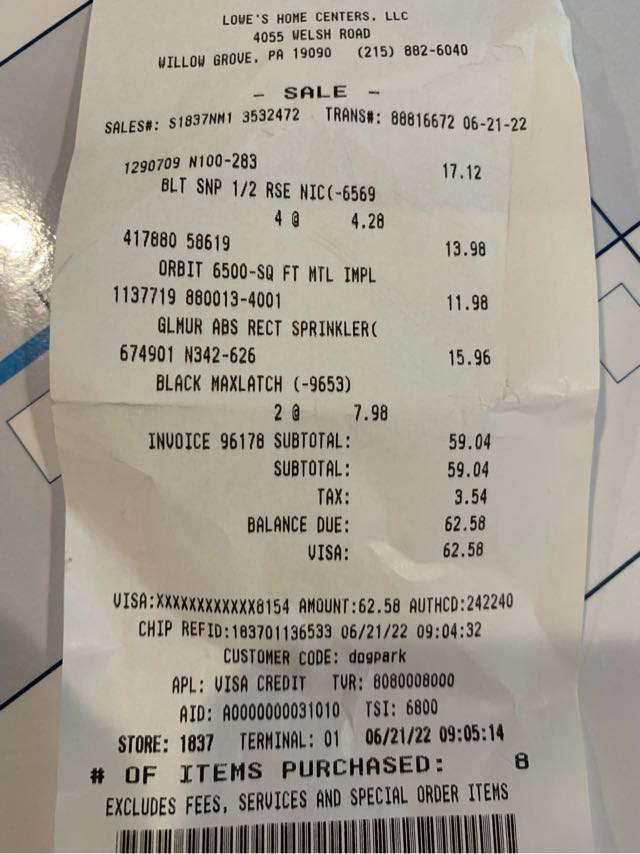 LOWE'S HOME CENTERS, LLC
4055 WELSH ROAD
WILLOW GROVE, PA 19090 (215) 882-6040
- SALE -
SALES#: S1837NM1 3532472 TRANS#: 88816672 06-21-22
1290709 N100-283 17.12
BLT SNP 1/2 RSE NIC(-6569
4 @ 4.28
417880 58619 13.98
ORBIT 6500-SQ FT MTL IMPL
1137719 880013-4001 11.98
GLMUR ABS RECT SPRINKLER(
674901 N342-626 15.96
BLACK MAXLATCH (-9653)
2 @ 7.98
INVOICE 96178 SUBTOTAL: 59.04
SUBTOTAL: 59.04
TAX: 3.54
BALANCE DUE: 62.58
VISA: 62.58
VISA:XXXXXXXXXXXX8154 AMOUNT:62.58 AUTHCD:242240
CHIP REFID:183701136533 06/21/22 09:04:32
CUSTOMER CODE: dogpark
APL: VISA CREDIT TVR: 8080008000
AID: A0000000031010 TSI: 6800
STORE: 1837 TERMINAL: 01 06/21/22 09:05:14
# OF ITEMS PURCHASED: 8
EXCLUDES FEES, SERVICES AND SPECIAL ORDER ITEMS